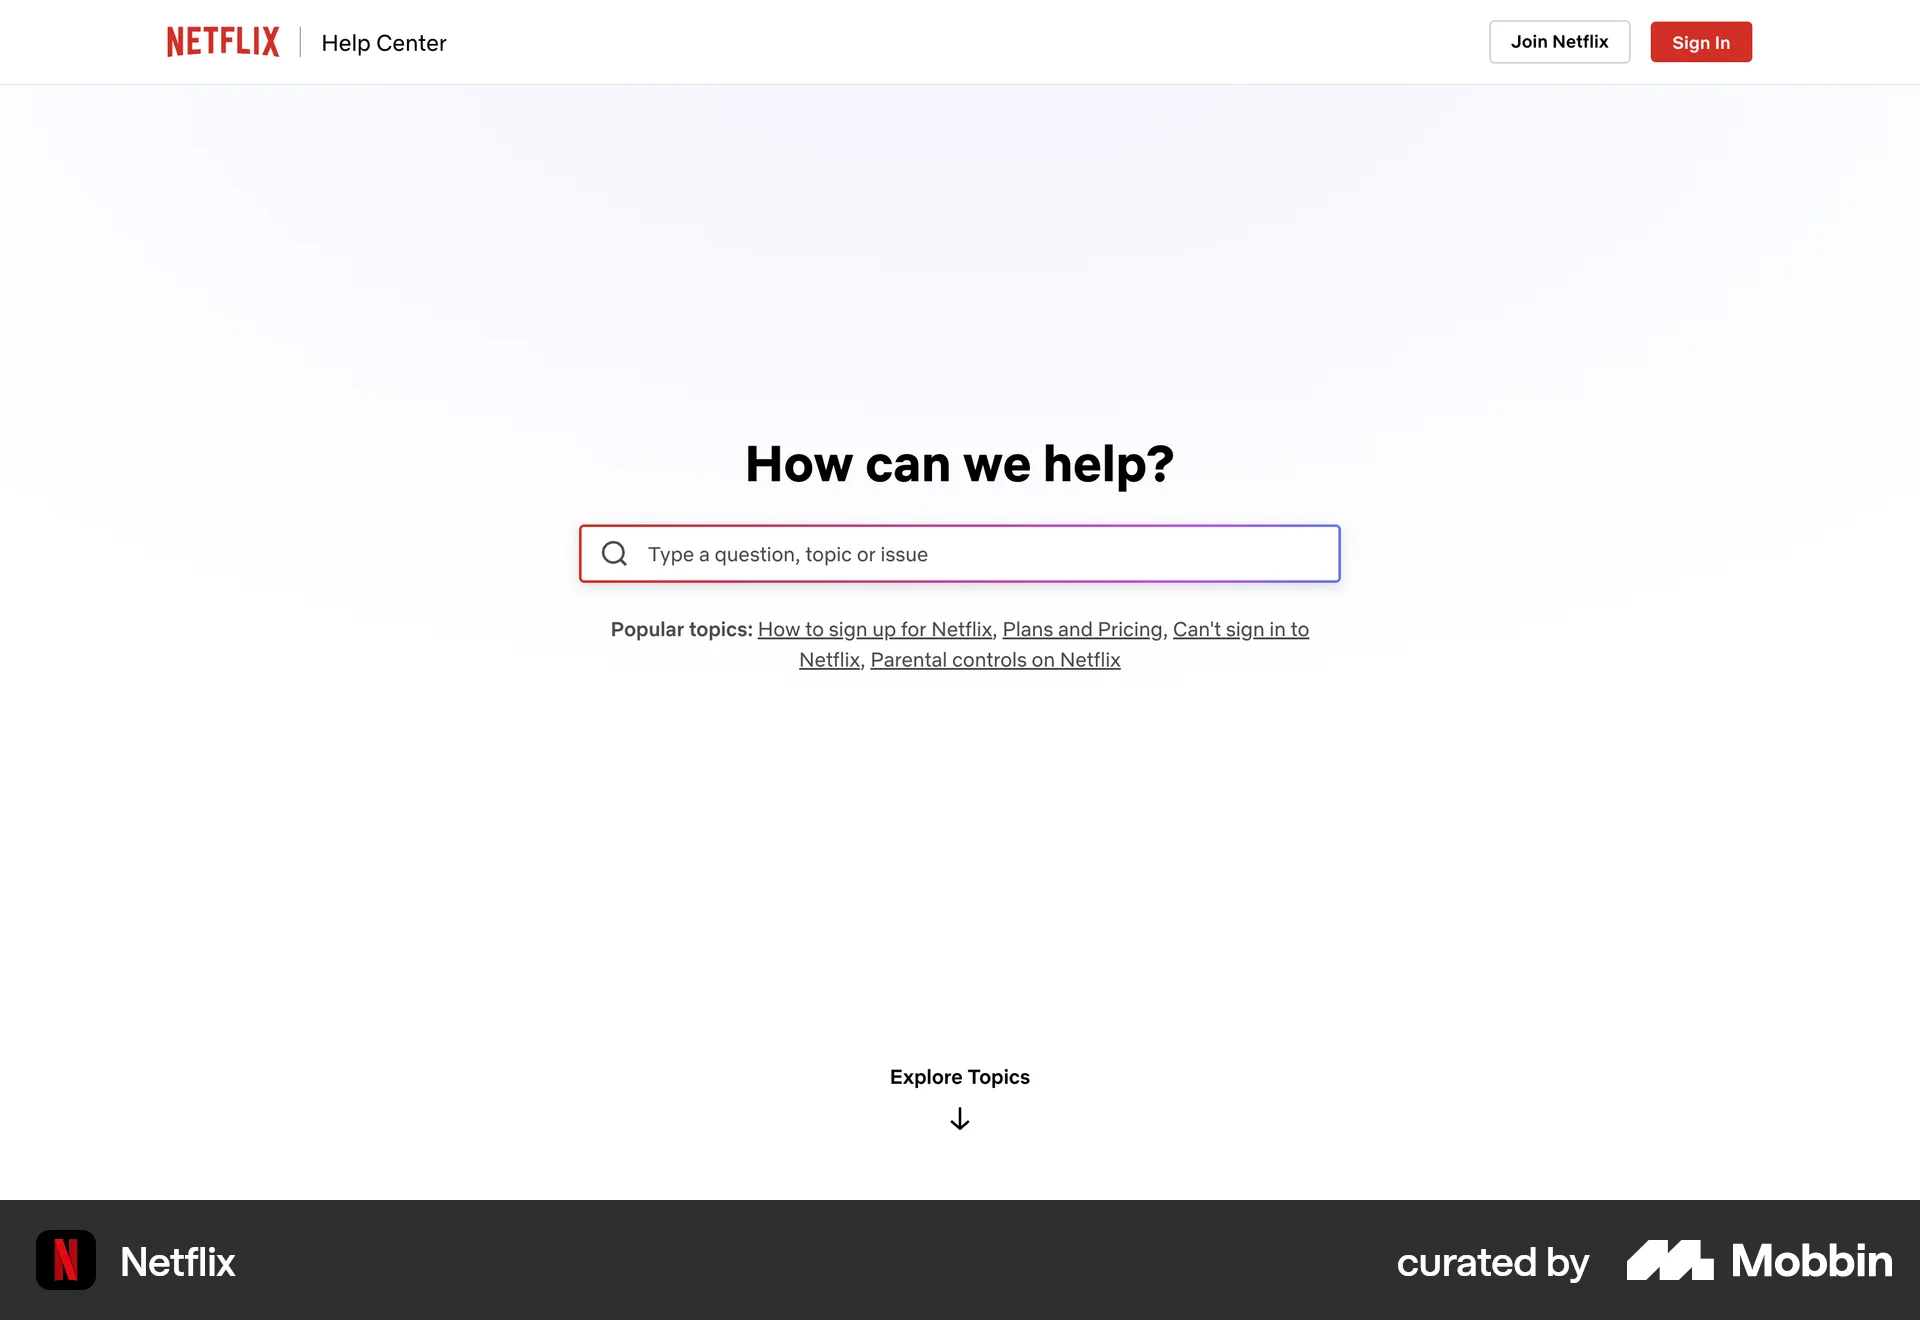 NETFLIX
Help Center
Join Netflix
Sign In
How can we help?
Type a question, topic or issue
Popular topics: How to sign up for Netflix, Plans and Pricing, Can't sign in to
Netflix, Parental controls on Netflix
Explore Topics
N
Netflix
curated by
Mobbin